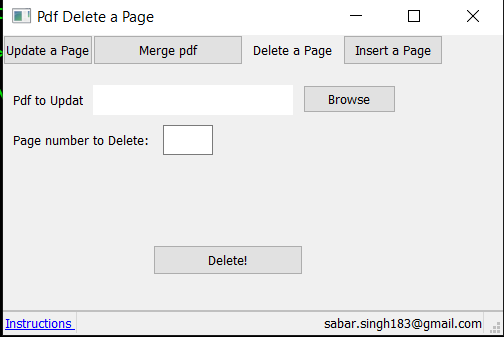 Pdf Delete a Page
Update a Page Merge pdf Delete a Page Insert a Page
Pdf to Updat Browse
Page number to Delete:
Delete!
Instructions sabar.singh183@gmail.com